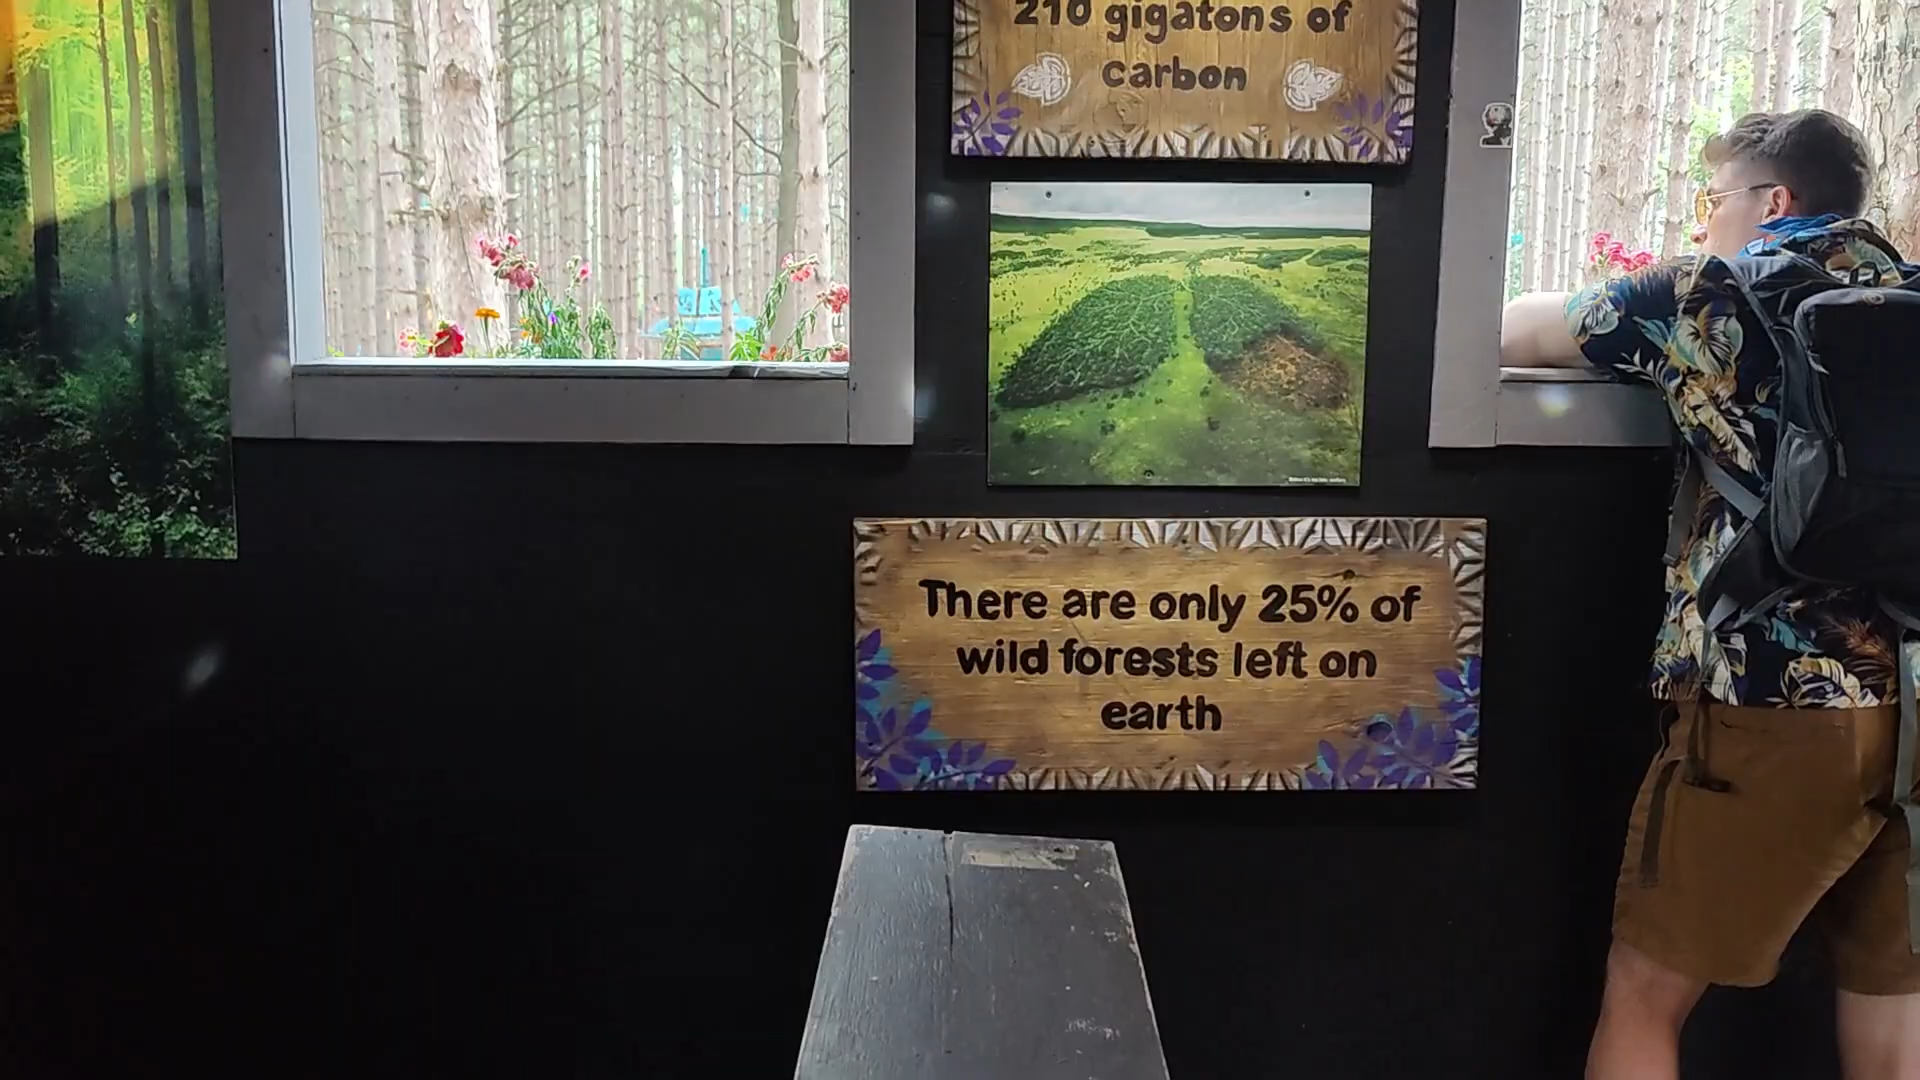 210 gigatons of
carbon
There are only 25% of
wild forests left on
earth